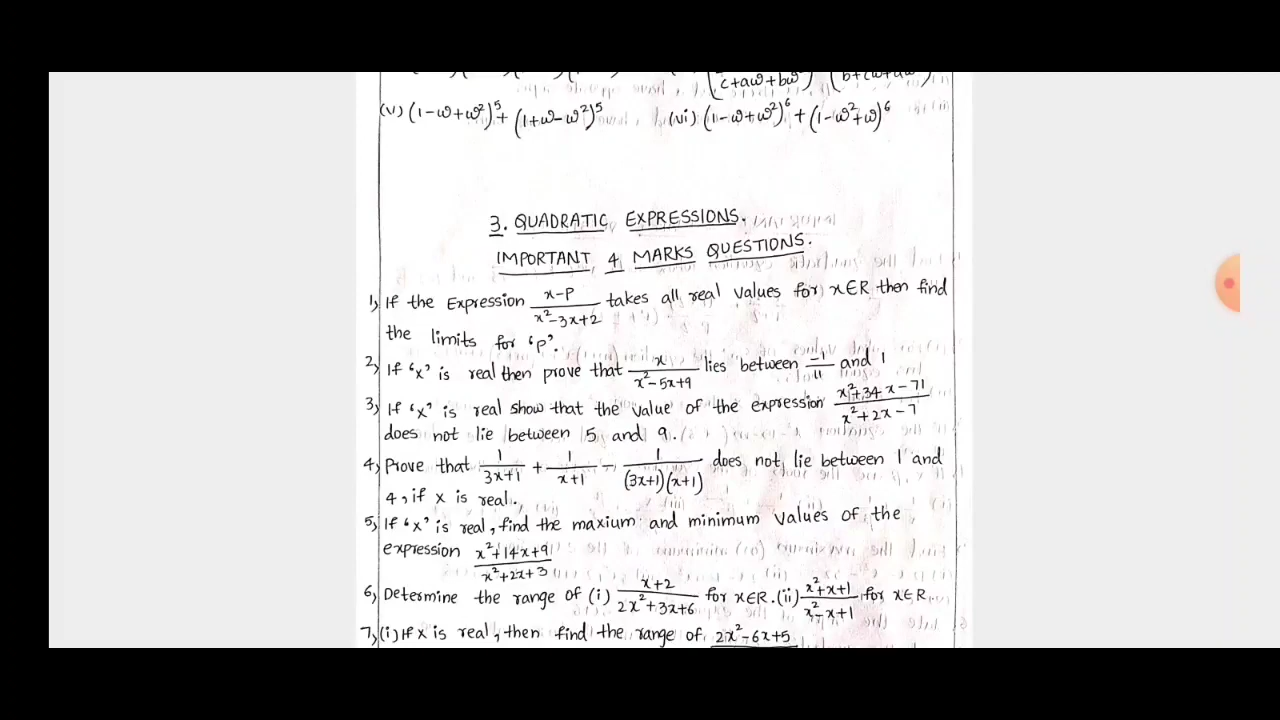 c+aω+bω² b+cω+aω²
(v) (1-ω+ω²)⁵ + (1+ω-ω²)⁵ (vi) (1-ω+ω²)⁶ + (1-ω²+ω)⁶
3. QUADRATIC EXPRESSIONS.
IMPORTANT 4 MARKS QUESTIONS.
1) If the Expression (x-p)/(x²-3x+2) takes all real values for x∈R then find
the limits for 'p'.
2) If 'x' is real then prove that x/(x²-5x+9) lies between -1/11 and 1
3) If 'x' is real show that the value of the expression (x²+34x-71)/(x²+2x-7)
does not lie between 5 and 9.
4) Prove that 1/(3x+1) + 1/(x+1) - 1/((3x+1)(x+1)) does not lie between 1 and
4, if x is real.
5) If 'x' is real, find the maxium and minimum values of the
expression (x²+14x+9)/(x²+2x+3)
6) Determine the range of (i) (x+2)/(2x²+3x+6) for x∈R. (ii) (x²+x+1)/(x²-x+1) for x∈R
7) (i) If x is real, then find the range of 2x²-6x+5